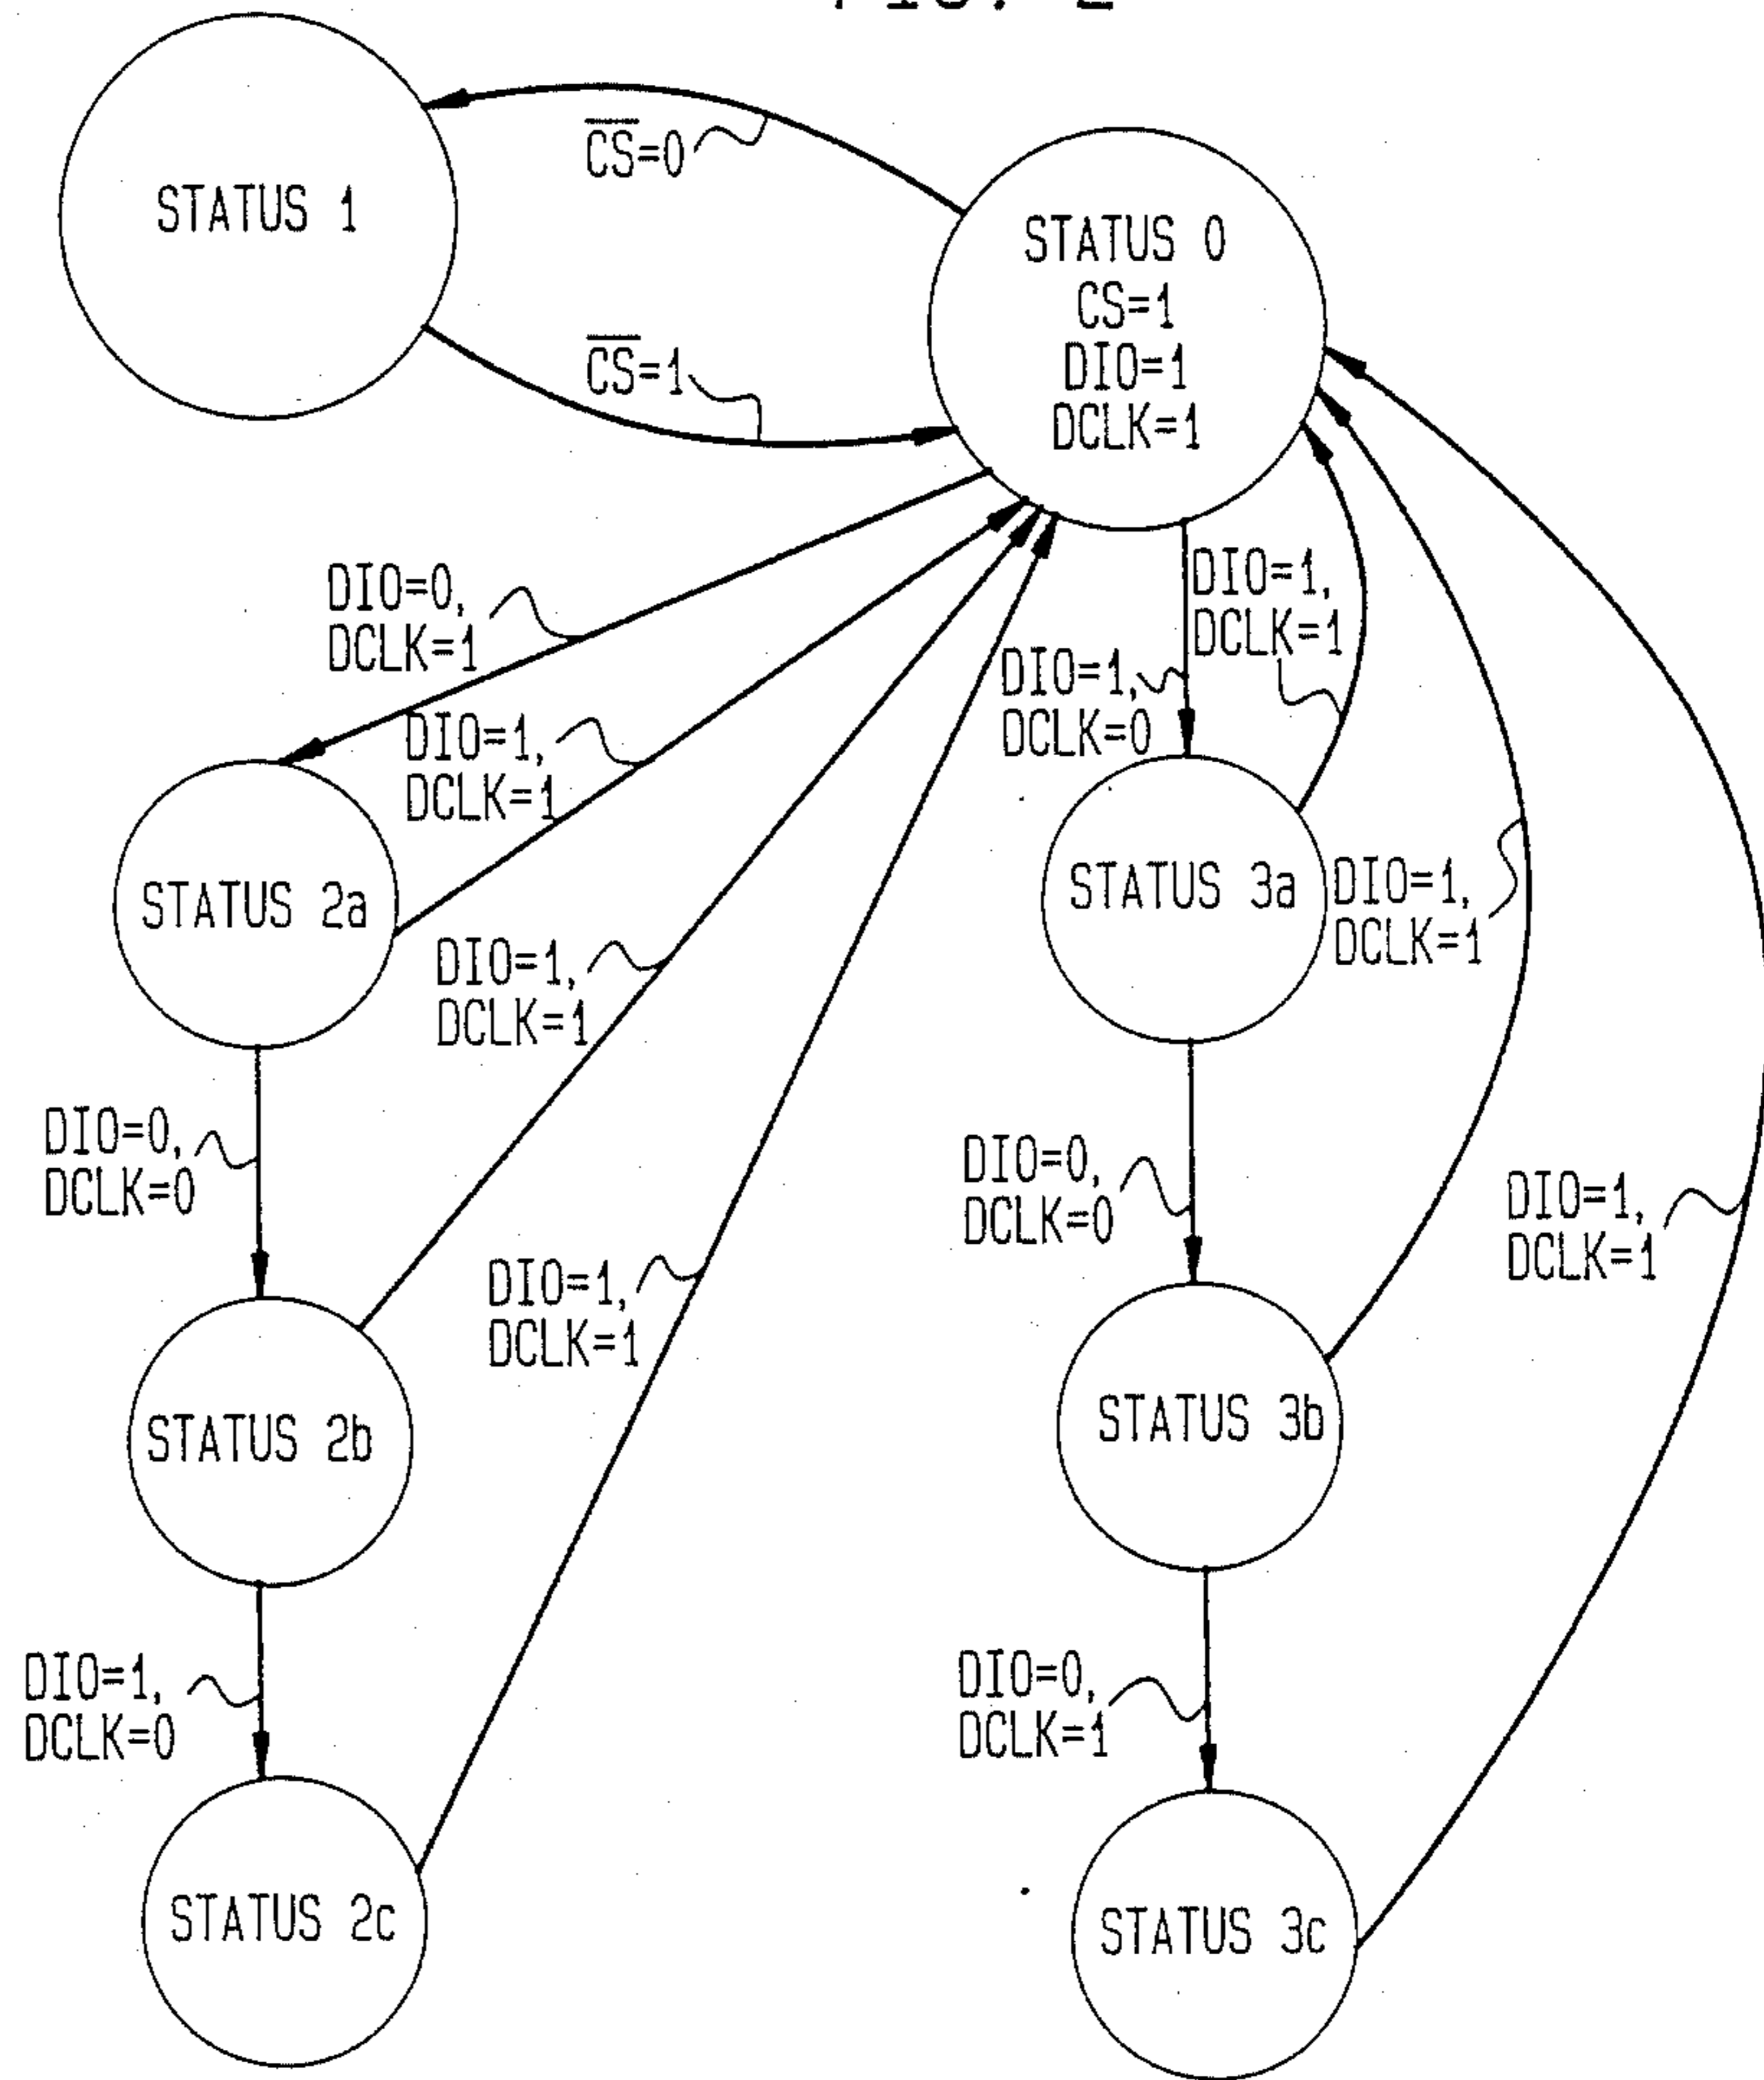 FIG. 2
STATUS 1
C̅S̅=0
C̅S̅=1
STATUS 0
CS=1
DIO=1
DCLK=1
DIO=0,
DCLK=1
DIO=1,
DCLK=1
DIO=1,
DCLK=1
DIO=1,
DCLK=1
DIO=1,
DCLK=0
DIO=1,
DCLK=1
DIO=1,
DCLK=1
DIO=1,
DCLK=1
STATUS 2a
DIO=0,
DCLK=0
STATUS 2b
DIO=1,
DCLK=0
STATUS 2c
STATUS 3a
DIO=0,
DCLK=0
STATUS 3b
DIO=0,
DCLK=1
STATUS 3c